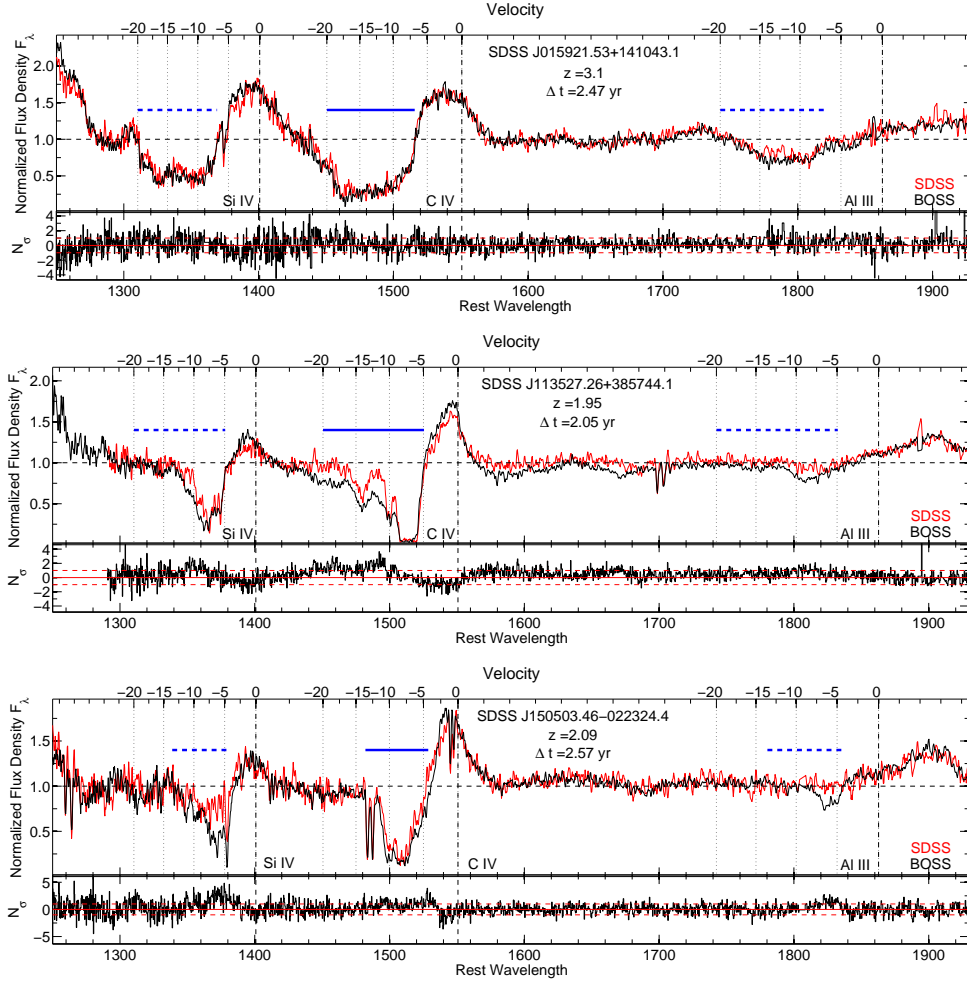 Velocity
−20 −15 −10 −5 0 −20 −15 −10 −5 0 −20 −15 −10 −5 0
SDSS J015921.53+141043.1
z =3.1
Δ t =2.47 yr
Normalized Flux Density Fλ
2.0
1.5
1.0
0.5
Si IV
C IV
Al III
SDSS
BOSS
Nσ
4
2
0
−2
−4
1300 1400 1500 1600 1700 1800 1900
Rest Wavelength
Velocity
−20 −15 −10 −5 0 −20 −15 −10 −5 0 −20 −15 −10 −5 0
SDSS J113527.26+385744.1
z =1.95
Δ t =2.05 yr
Normalized Flux Density Fλ
2.0
1.5
1.0
0.5
Si IV
C IV
Al III
SDSS
BOSS
Nσ
4
2
0
−2
−4
1300 1400 1500 1600 1700 1800 1900
Rest Wavelength
Velocity
−20 −15 −10 −5 0 −20 −15 −10 −5 0 −20 −15 −10 −5 0
SDSS J150503.46−022324.4
z =2.09
Δ t =2.57 yr
Normalized Flux Density Fλ
1.5
1.0
0.5
Si IV
C IV
Al III
SDSS
BOSS
Nσ
5
0
−5
1300 1400 1500 1600 1700 1800 1900
Rest Wavelength